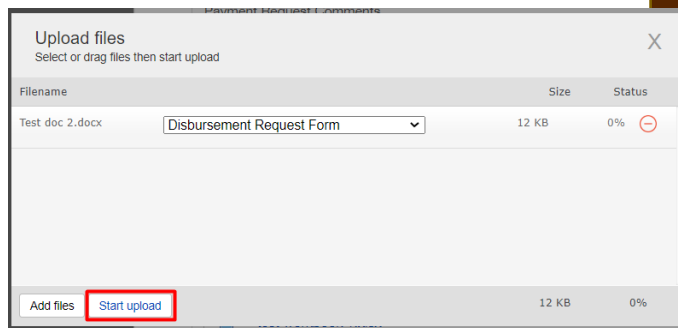 Payment Request Comments
Upload files
X
Select or drag files then start upload
Filename Size Status
Test doc 2.docx Disbursement Request Form 12 KB 0%
Add files Start upload 12 KB 0%